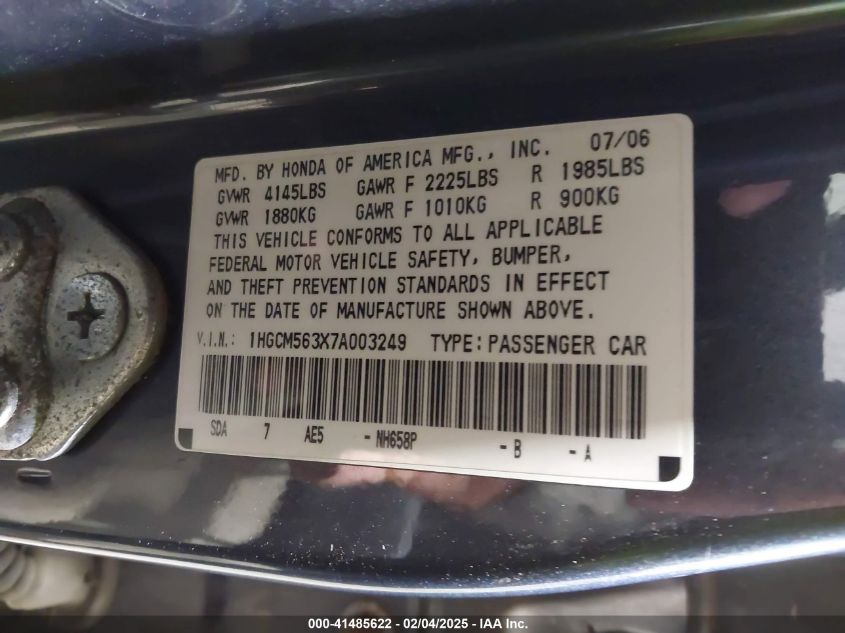 MFD. BY HONDA OF AMERICA MFG., INC. 07/06
GVWR 4145LBS GAWR F 2225LBS R 1985LBS
GVWR 1880KG GAWR F 1010KG R 900KG
THIS VEHICLE CONFORMS TO ALL APPLICABLE
FEDERAL MOTOR VEHICLE SAFETY, BUMPER,
AND THEFT PREVENTION STANDARDS IN EFFECT
ON THE DATE OF MANUFACTURE SHOWN ABOVE.
V.I.N.: 1HGCM563X7A003249 TYPE: PASSENGER CAR
SDA 7 AE5 - NH658P - B - A
000-41485622 - 02/04/2025 - IAA Inc.